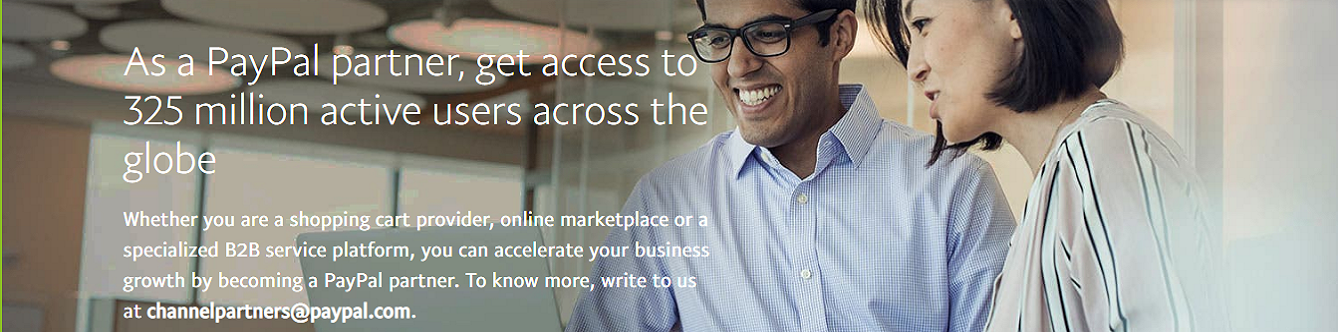 As a PayPal partner, get access to
325 million active users across the
globe
Whether you are a shopping cart provider, online marketplace or a
specialized B2B service platform, you can accelerate your business
growth by becoming a PayPal partner. To know more, write to us
at channelpartners@paypal.com.